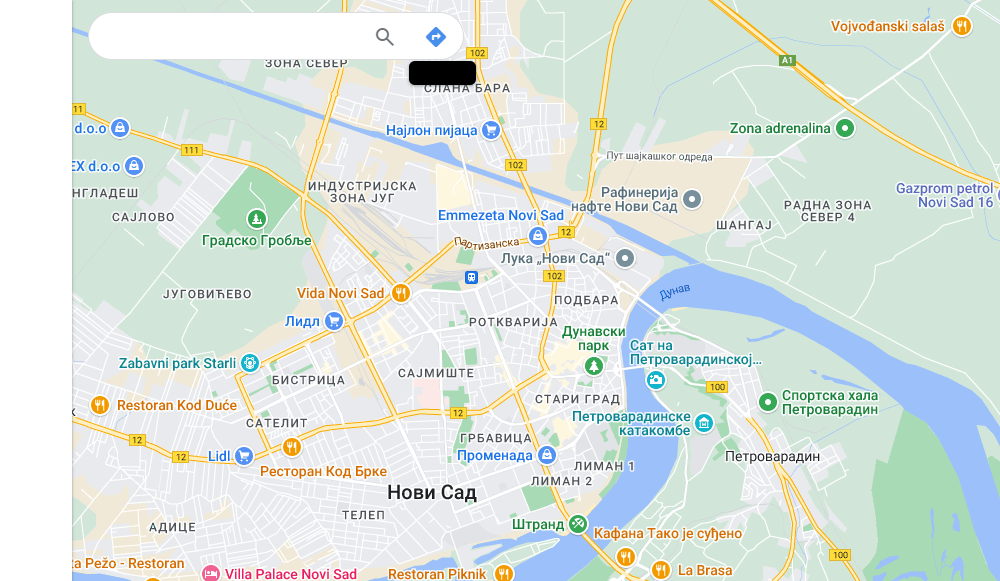 Vojvođanski salaš
102
ЗОНА СЕВЕР
A1
СЛАНА БАРА
11
d.o.o
Најлон пијаца
12
Zona adrenalina
111
EX d.o.o
102
Пут шајкашког одреда
НГЛАДЕШ
ИНДУСТРИЈСКА
ЗОНА ЈУГ
Рафинерија
нафте Нови Сад
Gazprom petrol
Novi Sad 16
САЈЛОВО
Emmezeta Novi Sad
РАДНА ЗОНА
СЕВЕР 4
ШАНГАЈ
Градско Гробље
Партизанска
12
Лука „Нови Сад“
102
ЈУГОВИЋЕВО
Vida Novi Sad
ПОДБАРА
Дунав
Лидл
РОТКВАРИЈА
Дунавски
парк
Сат на
Петроварадинској...
Zabavni park Starli
БИСТРИЦА
САЈМИШТЕ
100
Restoran Kod Duće
СТАРИ ГРАД
Спортска хала
Петроварадин
12
САТЕЛИТ
Петроварадинске
катакомбе
12
ГРБАВИЦА
12
Lidl
Променада
Петроварадин
Ресторан Код Брке
ЛИМАН 1
ЛИМАН 2
Нови Сад
ТЕЛЕП
АДИЦЕ
Штранд
Кафана Тако је суђено
100
ta Pežo - Restoran
Villa Palace Novi Sad
Restoran Piknik
La Brasa